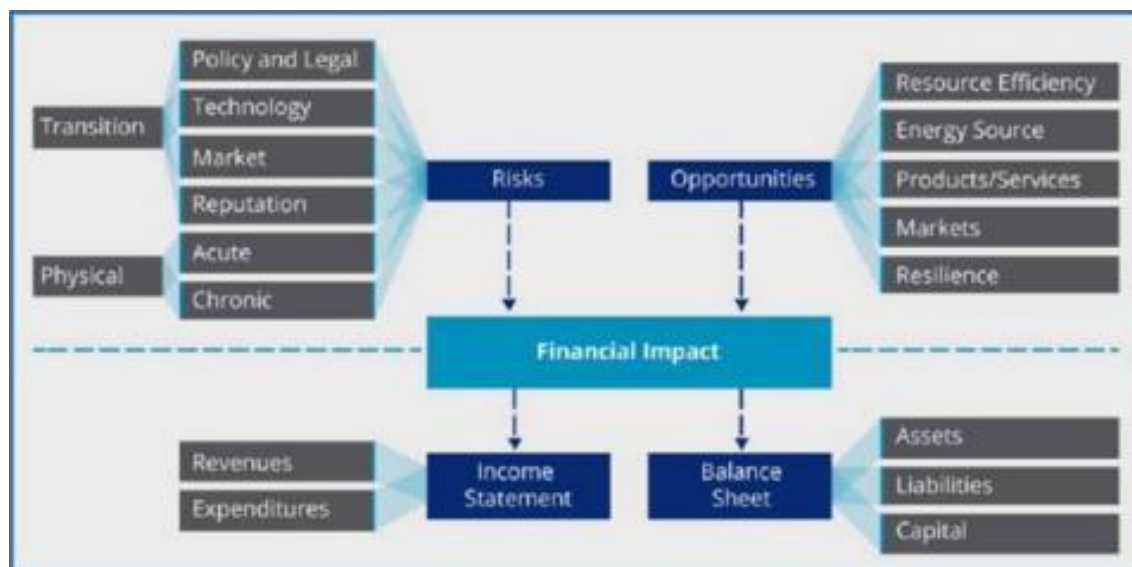 Transition
Physical
Policy and Legal
Technology
Market
Reputation
Acute
Chronic
Risks
Opportunities
Resource Efficiency
Energy Source
Products/Services
Markets
Resilience
Financial Impact
Revenues
Expenditures
Income
Statement
Balance
Sheet
Assets
Liabilities
Capital